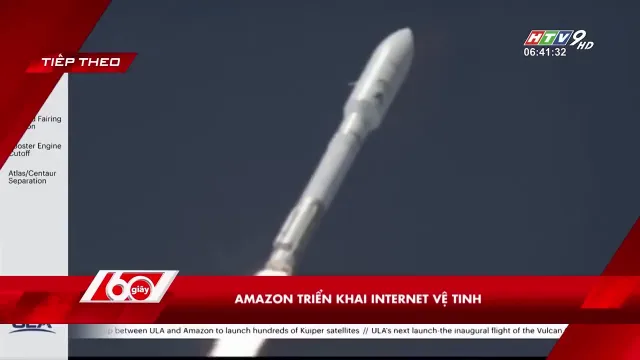 HTV9 HD
06:41:32
TIẾP THEO
Fairing
Booster Engine
Cutoff
Atlas/Centaur
Separation
60 giây
AMAZON TRIỂN KHAI INTERNET VỆ TINH
between ULA and Amazon to launch hundreds of Kuiper satellites // ULA's next launch-the inaugural flight of the Vulcan
ULA